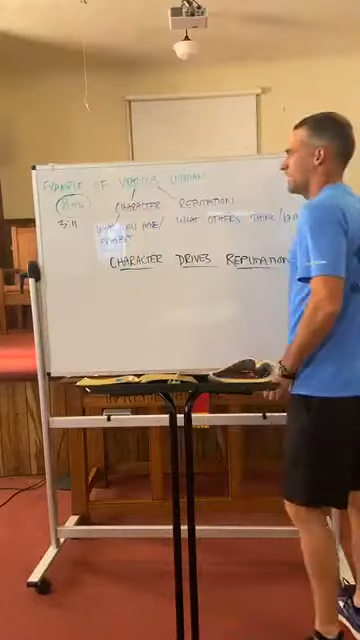 EXAMPLE OF VIRTUOUS WOMAN
RUTH CHARACTER REPUTATION
3:11 WHAT YOU HAVE/ WHAT OTHERS THINK/
CHARACTER DRIVES REPUTATION